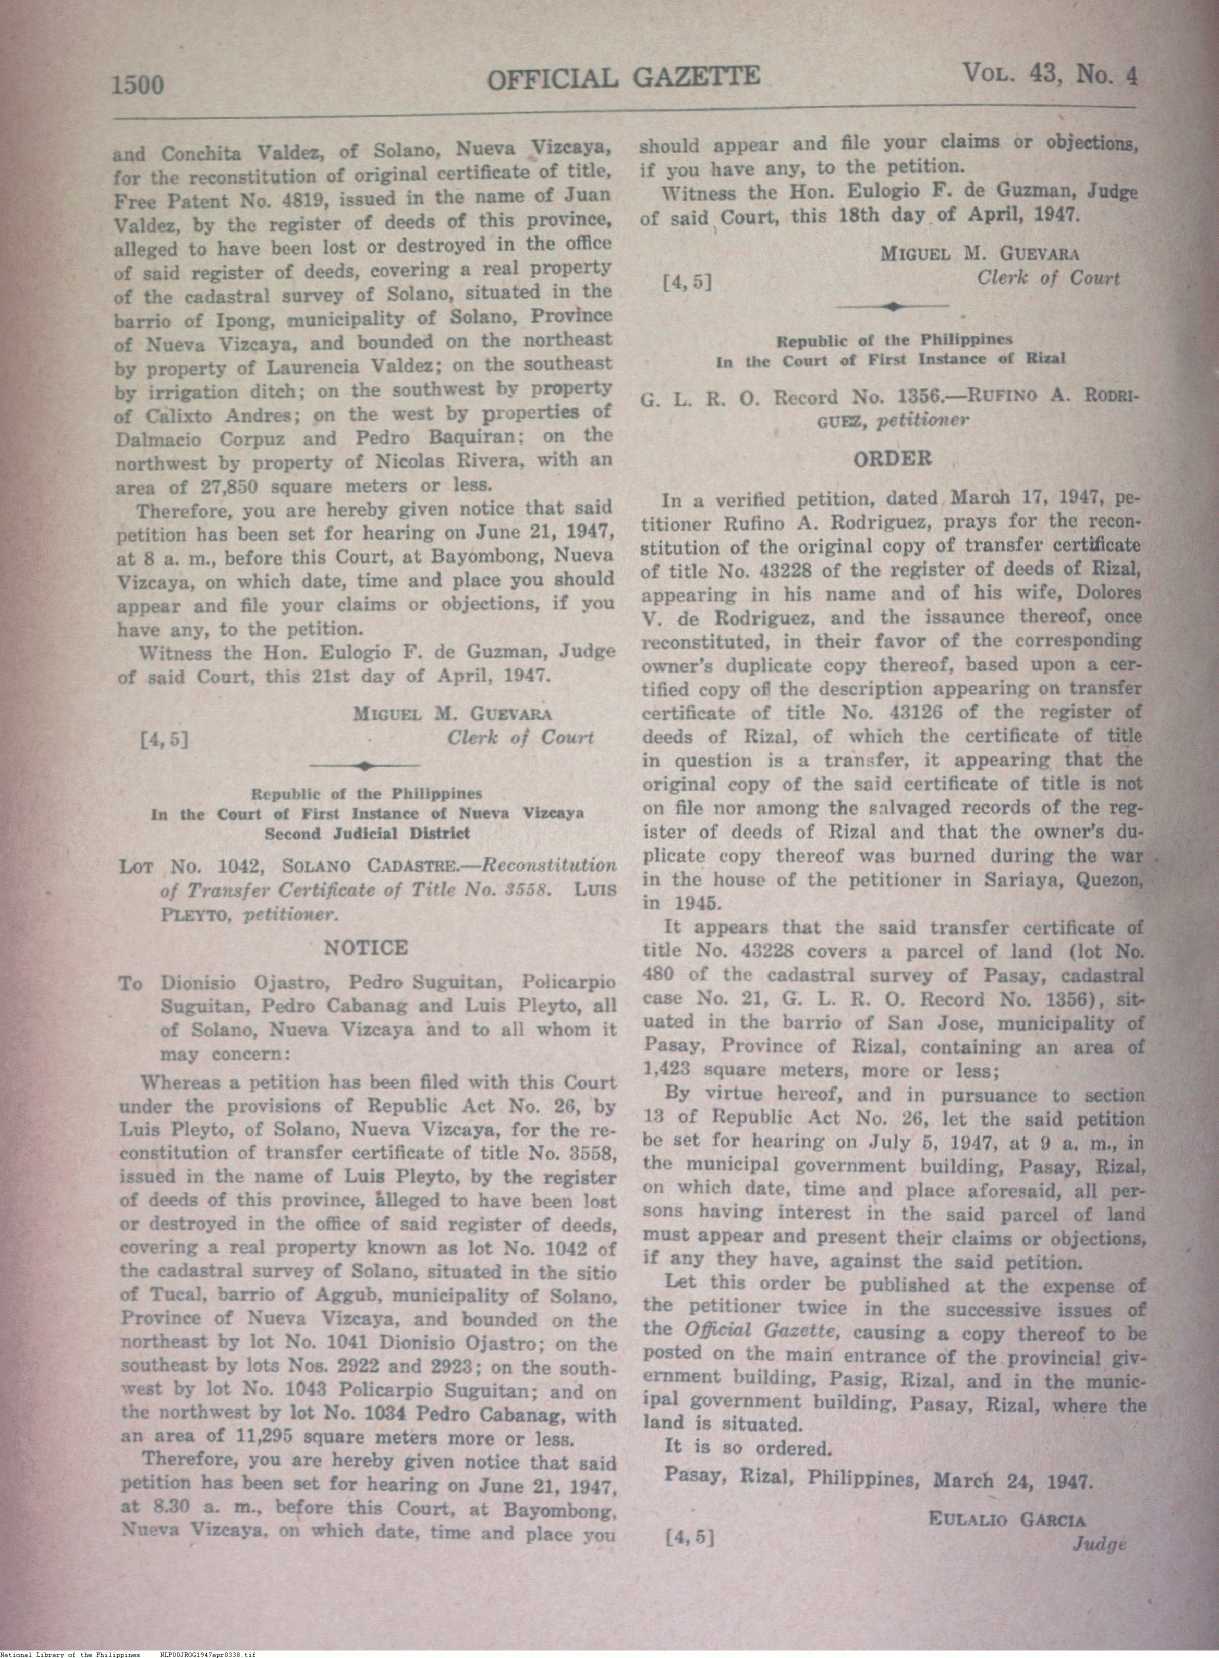 1500
OFFICIAL GAZETTE
VOL. 43, No. 4
and Conchita Valdez, of Solano, Nueva Vizcaya,
for the reconstitution of original certificate of title,
Free Patent No. 4819, issued in the name of Juan
Valdez, by the register of deeds of this province,
alleged to have been lost or destroyed in the office
of said register of deeds, covering a real property
of the cadastral survey of Solano, situated in the
barrio of Ipong, municipality of Solano, Province
of Nueva Vizcaya, and bounded on the northeast
by property of Laurencia Valdez; on the southeast
by irrigation ditch; on the southwest by property
of Calixto Andres; on the west by properties of
Dalmacio Corpuz and Pedro Baquiran; on the
northwest by property of Nicolas Rivera, with an
area of 27,850 square meters or less.
Therefore, you are hereby given notice that said
petition has been set for hearing on June 21, 1947,
at 8 a. m., before this Court, at Bayombong, Nueva
Vizcaya, on which date, time and place you should
appear and file your claims or objections, if you
have any, to the petition.
Witness the Hon. Eulogio F. de Guzman, Judge
of said Court, this 21st day of April, 1947.
MIGUEL M. GUEVARA
[4, 5] Clerk of Court
Republic of the Philippines
In the Court of First Instance of Nueva Vizcaya
Second Judicial District
LOT NO. 1042, SOLANO CADASTRE.—Reconstitution
of Transfer Certificate of Title No. 3558. LUIS
PLEYTO, petitioner.
NOTICE
To Dionisio Ojastro, Pedro Suguitan, Policarpio
Suguitan, Pedro Cabanag and Luis Pleyto, all
of Solano, Nueva Vizcaya and to all whom it
may concern:
Whereas a petition has been filed with this Court
under the provisions of Republic Act No. 26, by
Luis Pleyto, of Solano, Nueva Vizcaya, for the re-
constitution of transfer certificate of title No. 3558,
issued in the name of Luis Pleyto, by the register
of deeds of this province, alleged to have been lost
or destroyed in the office of said register of deeds,
covering a real property known as lot No. 1042 of
the cadastral survey of Solano, situated in the sitio
of Tucal, barrio of Aggub, municipality of Solano,
Province of Nueva Vizcaya, and bounded on the
northeast by lot No. 1041 Dionisio Ojastro; on the
southeast by lots Nos. 2922 and 2923; on the south-
west by lot No. 1043 Policarpio Suguitan; and on
the northwest by lot No. 1034 Pedro Cabanag, with
an area of 11,295 square meters more or less.
Therefore, you are hereby given notice that said
petition has been set for hearing on June 21, 1947,
at 8.30 a. m., before this Court, at Bayombong,
Nueva Vizcaya, on which date, time and place you
should appear and file your claims or objections,
if you have any, to the petition.
Witness the Hon. Eulogio F. de Guzman, Judge
of said Court, this 18th day of April, 1947.
MIGUEL M. GUEVARA
[4, 5] Clerk of Court
Republic of the Philippines
In the Court of First Instance of Rizal
G. L. R. O. Record No. 1356.—RUFINO A. RODRI-
GUEZ, petitioner
ORDER
In a verified petition, dated March 17, 1947, pe-
titioner Rufino A. Rodriguez, prays for the recon-
stitution of the original copy of transfer certificate
of title No. 43228 of the register of deeds of Rizal,
appearing in his name and of his wife, Dolores
V. de Rodriguez, and the issaunce thereof, once
reconstituted, in their favor of the corresponding
owner's duplicate copy thereof, based upon a cer-
tified copy of the description appearing on transfer
certificate of title No. 43126 of the register of
deeds of Rizal, of which the certificate of title
in question is a transfer, it appearing that the
original copy of the said certificate of title is not
on file nor among the salvaged records of the reg-
ister of deeds of Rizal and that the owner's du-
plicate copy thereof was burned during the war
in the house of the petitioner in Sariaya, Quezon,
in 1945.
It appears that the said transfer certificate of
title No. 43228 covers a parcel of land (lot No.
480 of the cadastral survey of Pasay, cadastral
case No. 21, G. L. R. O. Record No. 1356), sit-
uated in the barrio of San Jose, municipality of
Pasay, Province of Rizal, containing an area of
1,423 square meters, more or less;
By virtue hereof, and in pursuance to section
13 of Republic Act No. 26, let the said petition
be set for hearing on July 5, 1947, at 9 a. m., in
the municipal government building, Pasay, Rizal,
on which date, time and place aforesaid, all per-
sons having interest in the said parcel of land
must appear and present their claims or objections,
if any they have, against the said petition.
Let this order be published at the expense of
the petitioner twice in the successive issues of
the Official Gazette, causing a copy thereof to be
posted on the main entrance of the provincial giv-
ernment building, Pasig, Rizal, and in the munic-
ipal government building, Pasay, Rizal, where the
land is situated.
It is so ordered.
Pasay, Rizal, Philippines, March 24, 1947.
EULALIO GARCIA
[4, 5] Judge
National Library of the Philippines NLP00JROG1947apr0338.tif